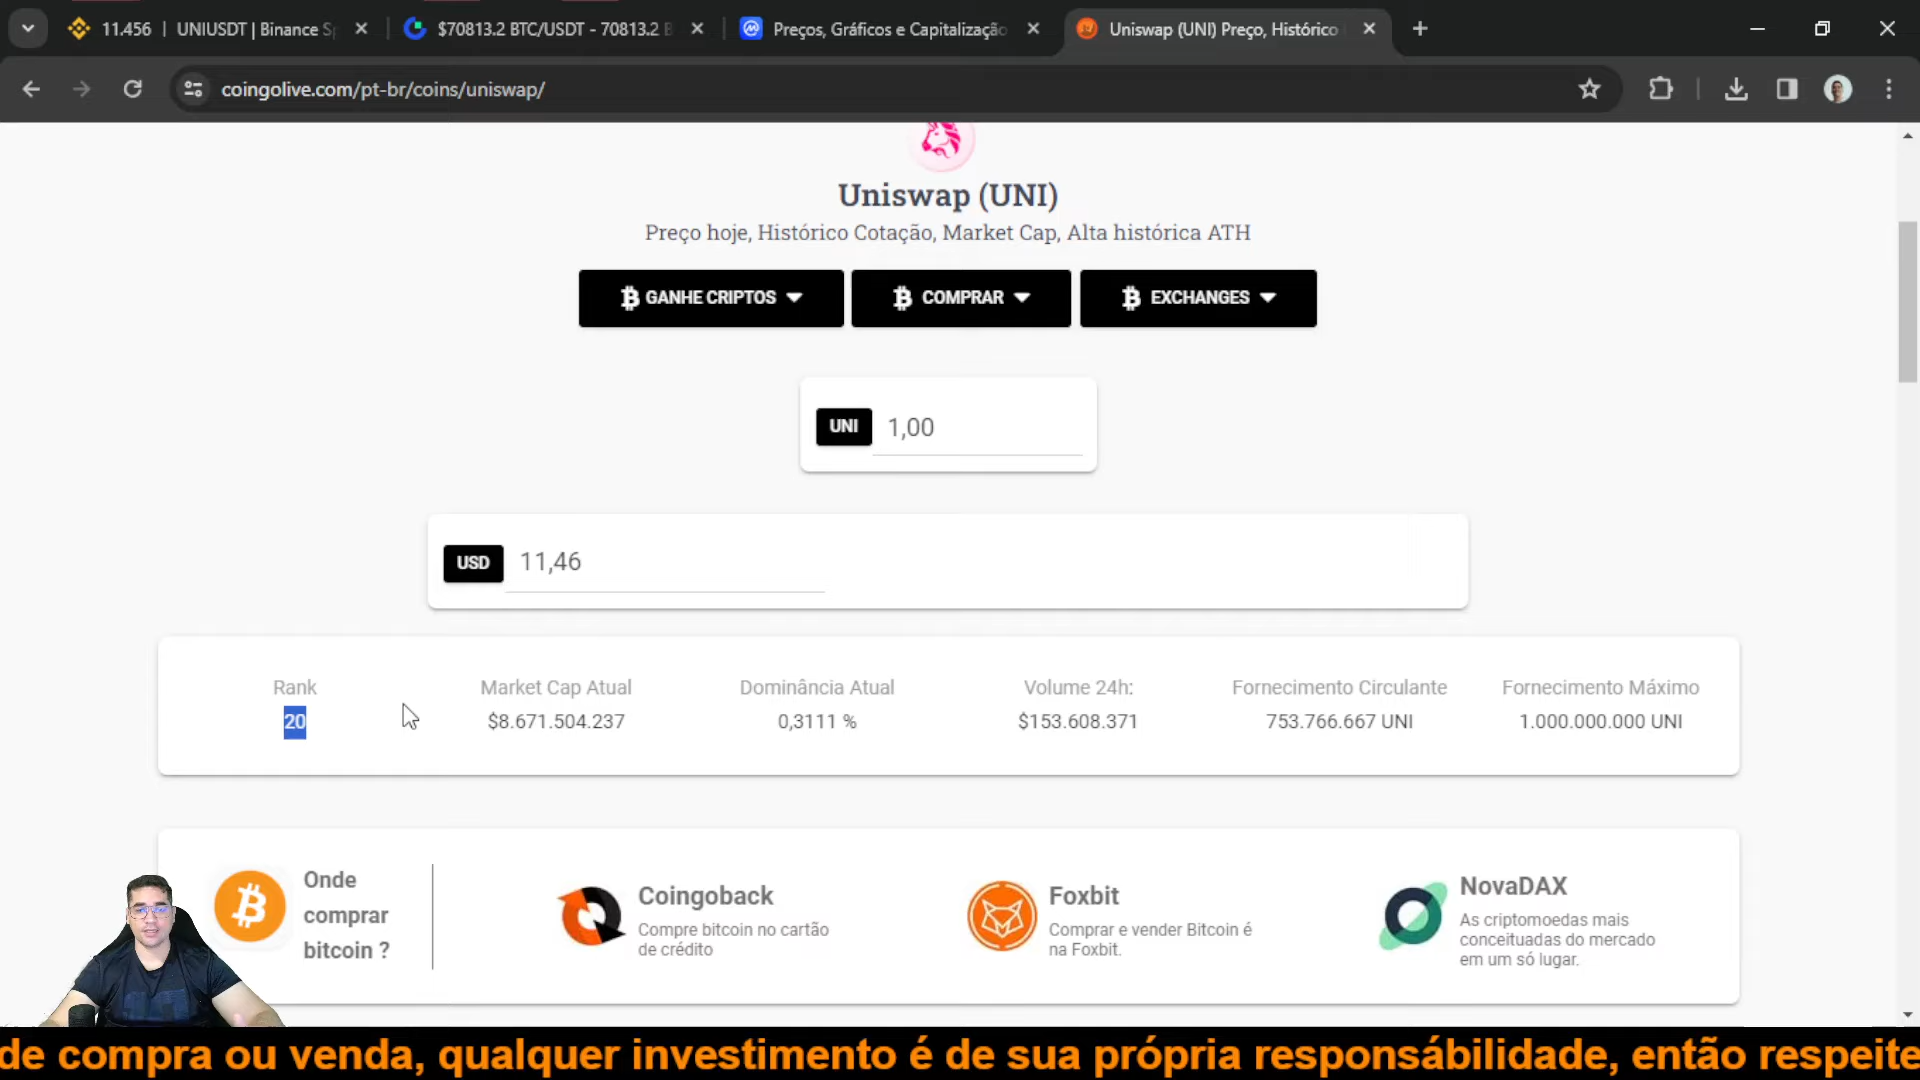 11.456 | UNIUSDT | Binance Sp
$70813.2 BTC/USDT - 70813.2 B
Preços, Gráficos e Capitalização
Uniswap (UNI) Preço, Histórico
coingolive.com/pt-br/coins/uniswap/
Uniswap (UNI)
Preço hoje, Histórico Cotação, Market Cap, Alta histórica ATH
GANHE CRIPTOS
COMPRAR
EXCHANGES
UNI 1,00
USD 11,46
Rank
20
Market Cap Atual
$8.671.504.237
Dominância Atual
0,3111 %
Volume 24h:
$153.608.371
Fornecimento Circulante
753.766.667 UNI
Fornecimento Máximo
1.000.000.000 UNI
Onde
comprar
bitcoin ?
Coingoback
Compre bitcoin no cartão
de crédito
Foxbit
Comprar e vender Bitcoin é
na Foxbit.
NovaDAX
As criptomoedas mais
conceituadas do mercado
em um só lugar.
de compra ou venda, qualquer investimento é de sua própria responsábilidade, então respeite